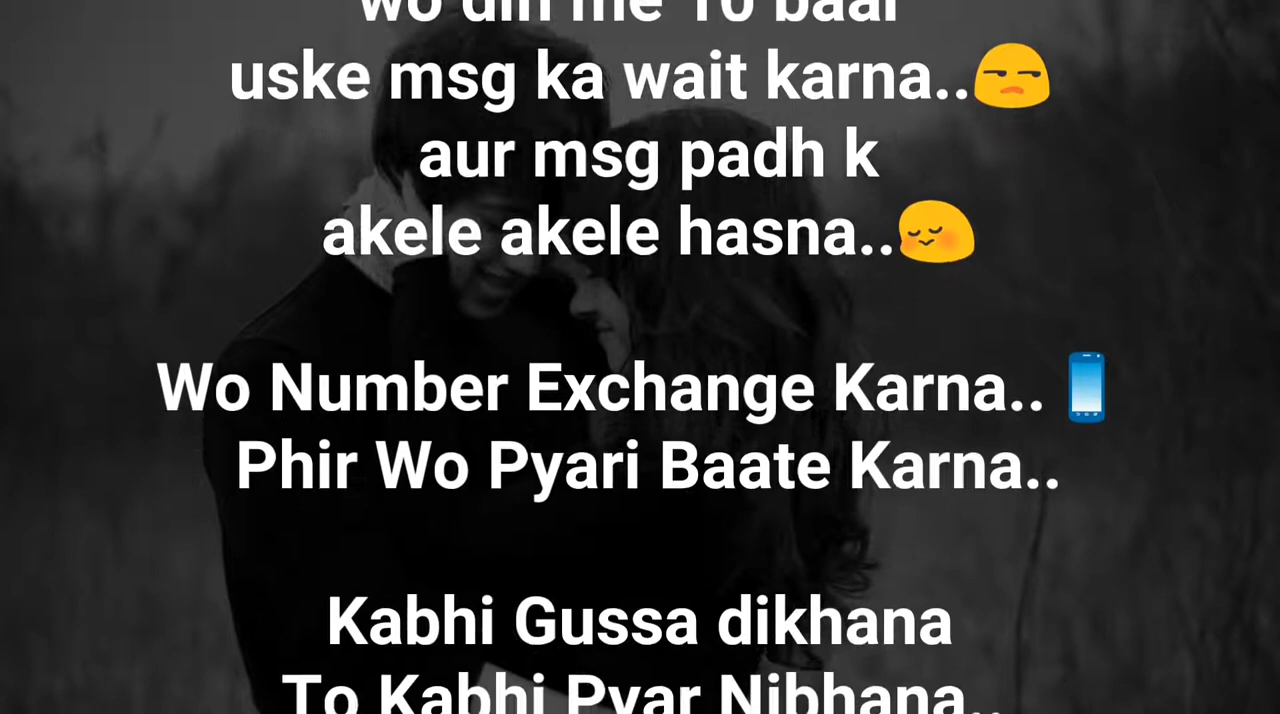 wo din me 10 baar
uske msg ka wait karna..😒
aur msg padh k
akele akele hasna..😌
Wo Number Exchange Karna.. 📱
Phir Wo Pyari Baate Karna..
Kabhi Gussa dikhana
To Kabhi Pyar Nibhana..